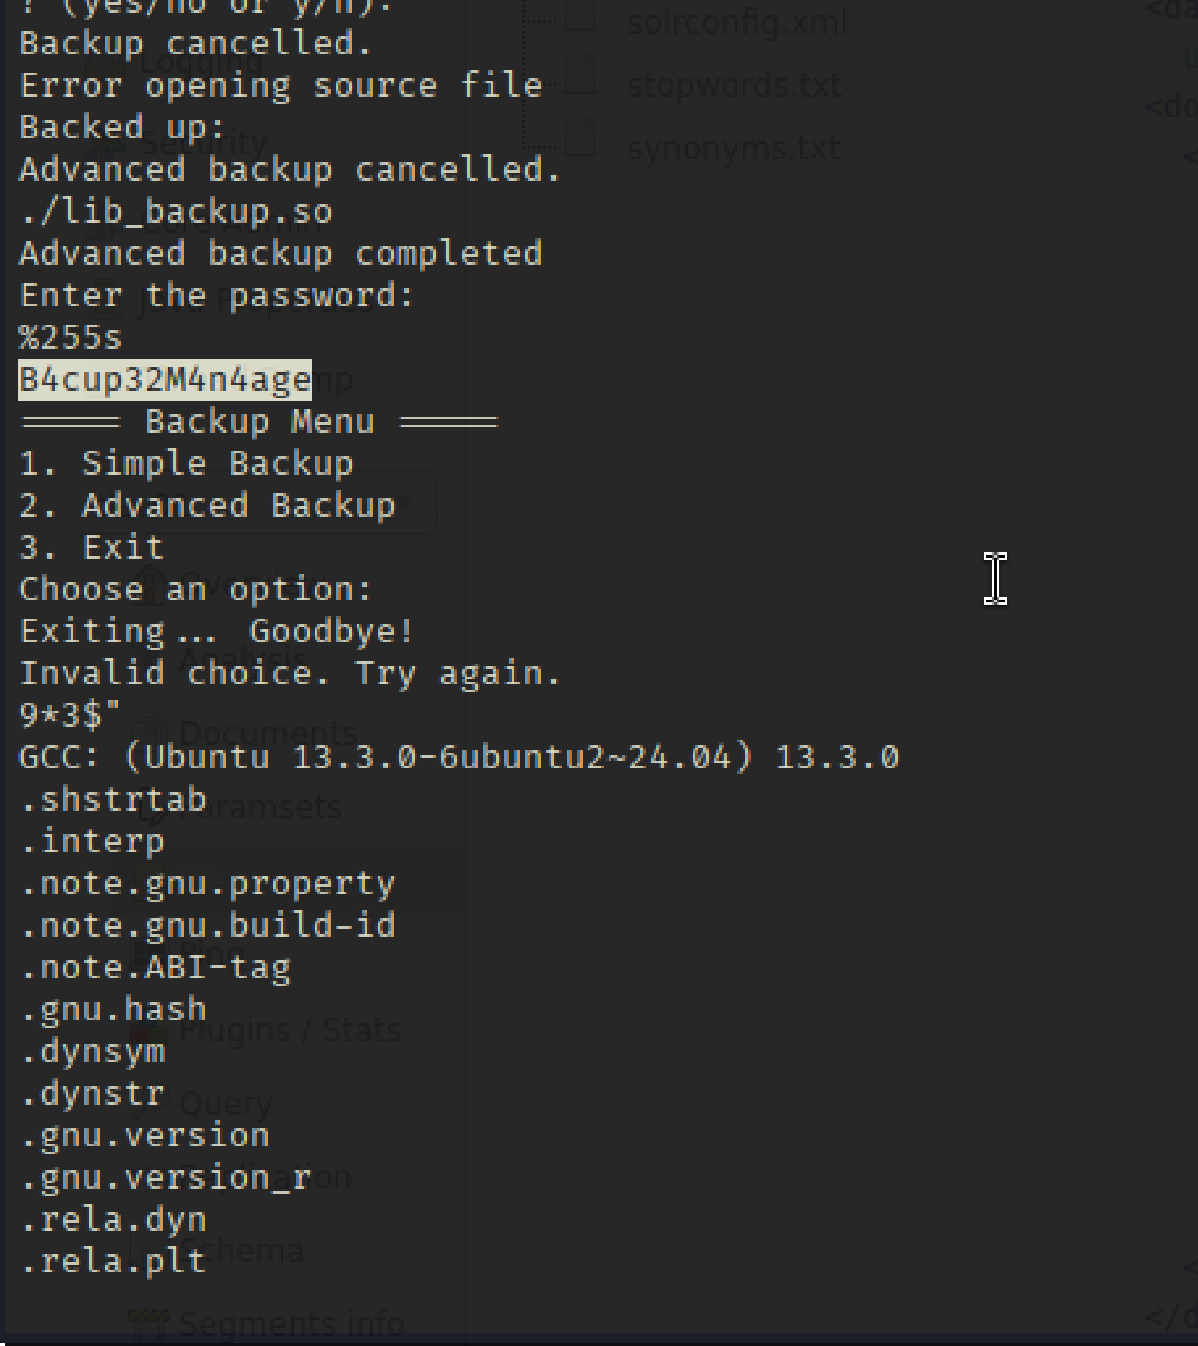 ? (yes/no or y/n):
Backup cancelled.
Error opening source file
Backed up:
Advanced backup cancelled.
./lib_backup.so
Advanced backup completed
Enter the password:
%255s
B4cup32M4n4age
===== Backup Menu =====
1. Simple Backup
2. Advanced Backup
3. Exit
Choose an option:
Exiting... Goodbye!
Invalid choice. Try again.
9*3$"
GCC: (Ubuntu 13.3.0-6ubuntu2~24.04) 13.3.0
.shstrtab
.interp
.note.gnu.property
.note.gnu.build-id
.note.ABI-tag
.gnu.hash
.dynsym
.dynstr
.gnu.version
.gnu.version_r
.rela.dyn
.rela.plt
solrconfig.xml
stopwords.txt
synonyms.txt
Logging
Security
Core Admin
Java Properties
Overview
Analysis
Documents
Paramsets
Ping
Plugins / Stats
Query
Schema
Segments info